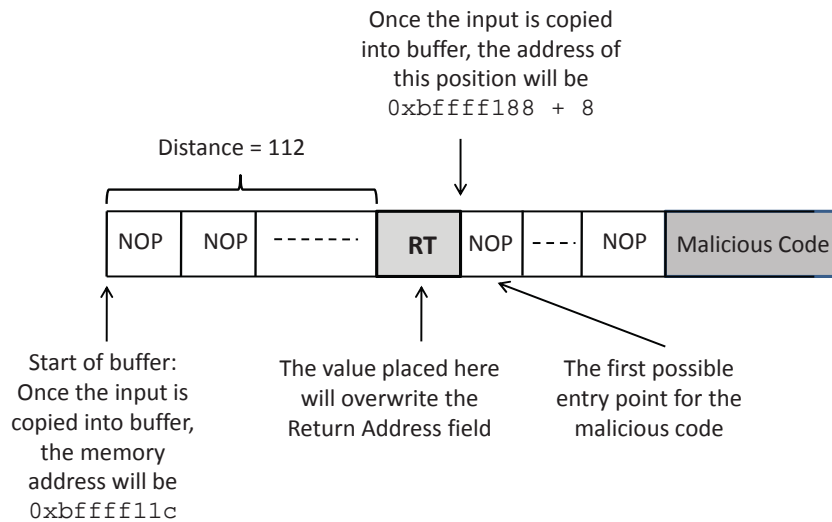 Once the input is copied
into buffer, the address of
this position will be
0xbffff188 + 8
Distance = 112
NOP NOP RT NOP NOP Malicious Code
Start of buffer:
Once the input is
copied into buffer,
the memory
address will be
0xbffff11c
The value placed here
will overwrite the
Return Address field
The first possible
entry point for the
malicious code